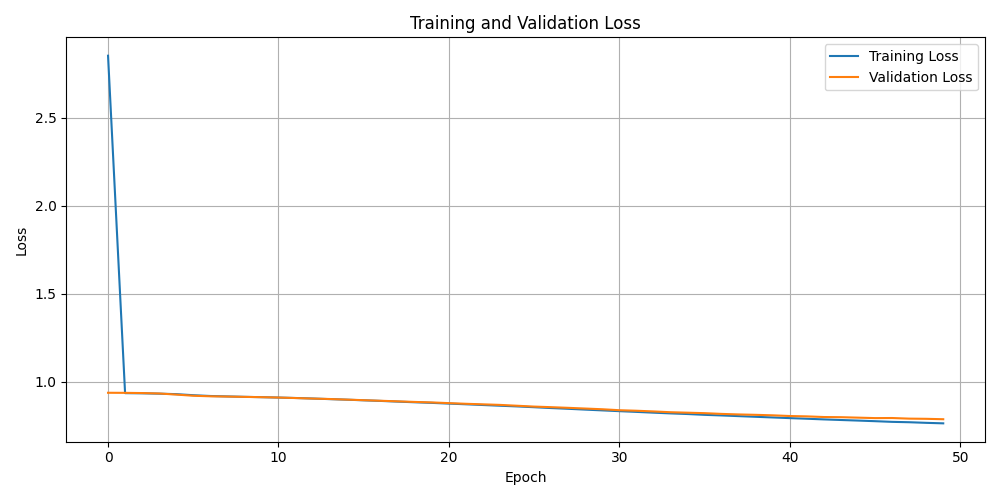 Training and Validation Loss
Training Loss
Validation Loss
2.5
2.0
1.5
1.0
Loss
0 10 20 30 40 50
Epoch